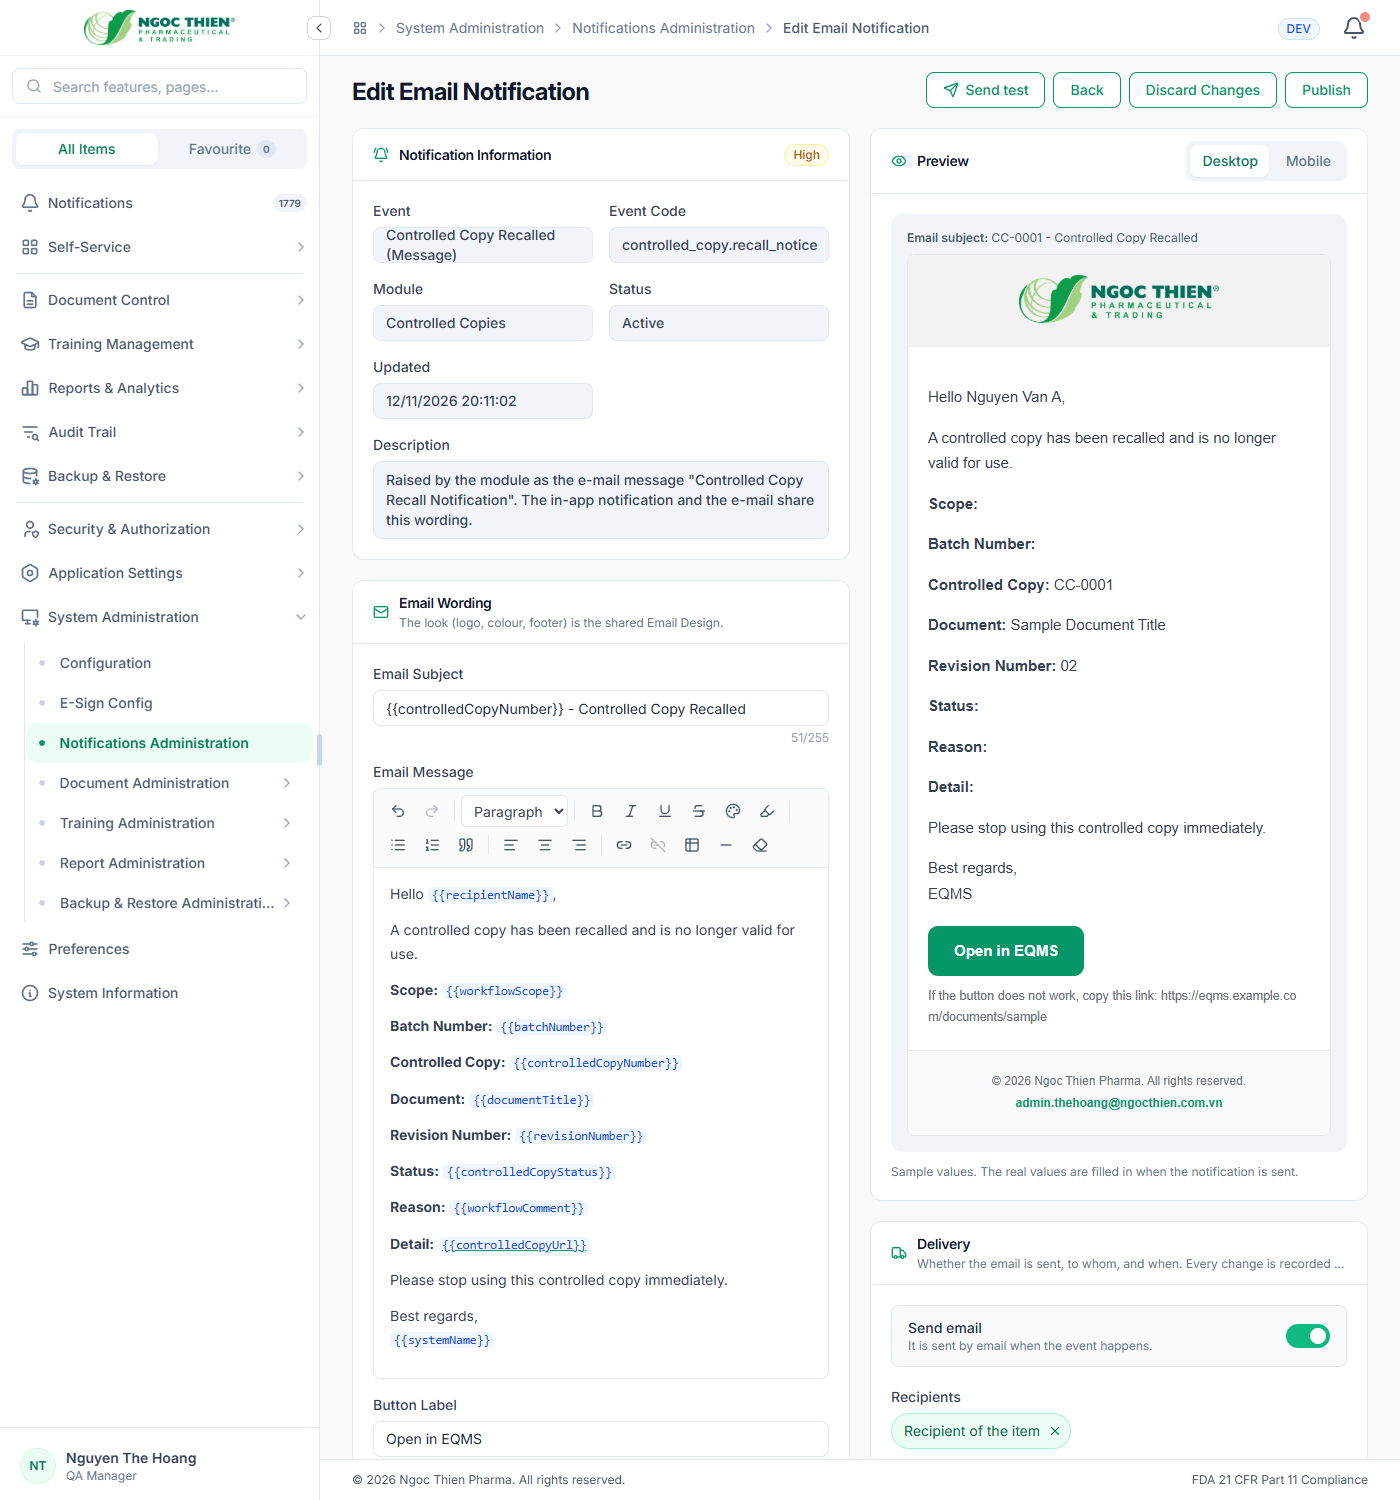 NGOC THIEN®
PHARMACEUTICAL
& TRADING
Search features, pages...
All Items
Favourite 0
Notifications 1779
Self-Service
Document Control
Training Management
Reports & Analytics
Audit Trail
Backup & Restore
Security & Authorization
Application Settings
System Administration
Configuration
E-Sign Config
Notifications Administration
Document Administration
Training Administration
Report Administration
Backup & Restore Administrati...
Preferences
System Information
NT
Nguyen The Hoang
QA Manager
System Administration > Notifications Administration > Edit Email Notification
DEV
Edit Email Notification
Send test
Back
Discard Changes
Publish
Notification Information
High
Event
Controlled Copy Recalled
(Message)
Event Code
controlled_copy.recall_notice
Module
Controlled Copies
Status
Active
Updated
12/11/2026 20:11:02
Description
Raised by the module as the e-mail message "Controlled Copy
Recall Notification". The in-app notification and the e-mail share
this wording.
Email Wording
The look (logo, colour, footer) is the shared Email Design.
Email Subject
{{controlledCopyNumber}} - Controlled Copy Recalled
51/255
Email Message
Paragraph
Hello {{recipientName}},
A controlled copy has been recalled and is no longer valid for
use.
Scope: {{workflowScope}}
Batch Number: {{batchNumber}}
Controlled Copy: {{controlledCopyNumber}}
Document: {{documentTitle}}
Revision Number: {{revisionNumber}}
Status: {{controlledCopyStatus}}
Reason: {{workflowComment}}
Detail: {{controlledCopyUrl}}
Please stop using this controlled copy immediately.
Best regards,
{{systemName}}
Button Label
Open in EQMS
Preview
Desktop
Mobile
Email subject: CC-0001 - Controlled Copy Recalled
NGOC THIEN®
PHARMACEUTICAL
& TRADING
Hello Nguyen Van A,
A controlled copy has been recalled and is no longer
valid for use.
Scope:
Batch Number:
Controlled Copy: CC-0001
Document: Sample Document Title
Revision Number: 02
Status:
Reason:
Detail:
Please stop using this controlled copy immediately.
Best regards,
EQMS
Open in EQMS
If the button does not work, copy this link: https://eqms.example.co
m/documents/sample
© 2026 Ngoc Thien Pharma. All rights reserved.
admin.thehoang@ngocthien.com.vn
Sample values. The real values are filled in when the notification is sent.
Delivery
Whether the email is sent, to whom, and when. Every change is recorded ...
Send email
It is sent by email when the event happens.
Recipients
Recipient of the item ×
© 2026 Ngoc Thien Pharma. All rights reserved.
FDA 21 CFR Part 11 Compliance